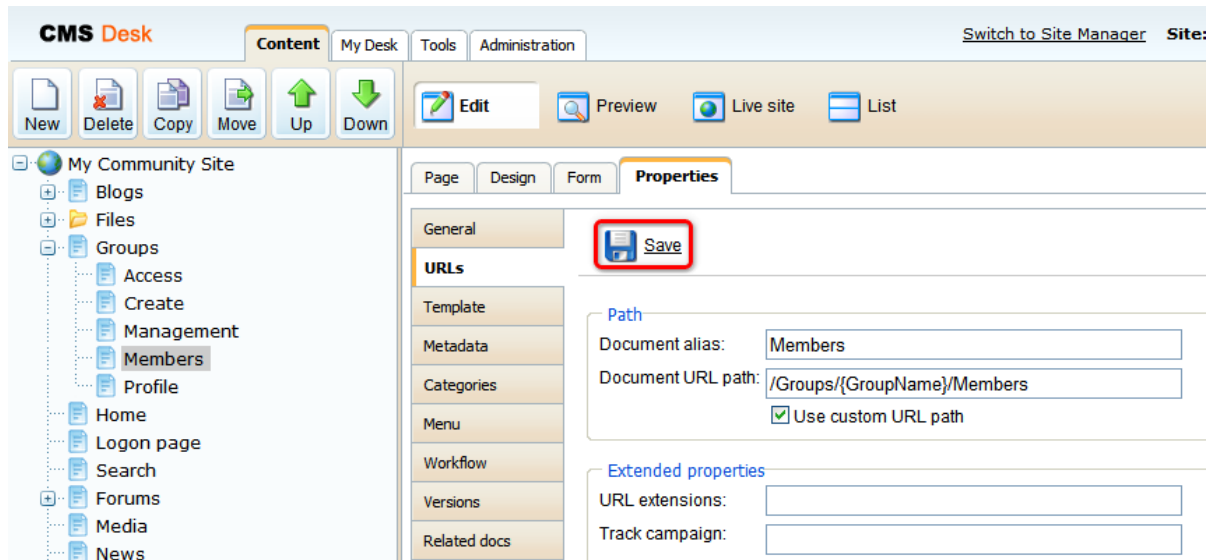 CMS Desk
Content My Desk Tools Administration
Switch to Site Manager Site:
New Delete Copy Move Up Down
Edit Preview Live site List
My Community Site
Blogs
Files
Groups
Access
Create
Management
Members
Profile
Home
Logon page
Search
Forums
Media
News
Page Design Form Properties
General
URLs
Template
Metadata
Categories
Menu
Workflow
Versions
Related docs
Save
Path
Document alias: Members
Document URL path: /Groups/{GroupName}/Members
Use custom URL path
Extended properties
URL extensions:
Track campaign: